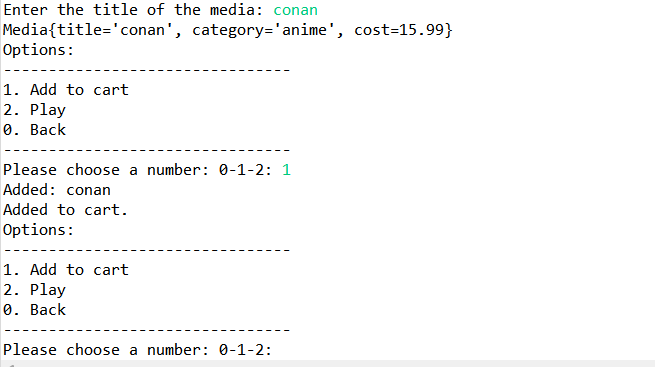 Enter the title of the media: conan
Media{title='conan', category='anime', cost=15.99}
Options:
--------------------------------
1. Add to cart
2. Play
0. Back
--------------------------------
Please choose a number: 0-1-2: 1
Added: conan
Added to cart.
Options:
--------------------------------
1. Add to cart
2. Play
0. Back
--------------------------------
Please choose a number: 0-1-2: